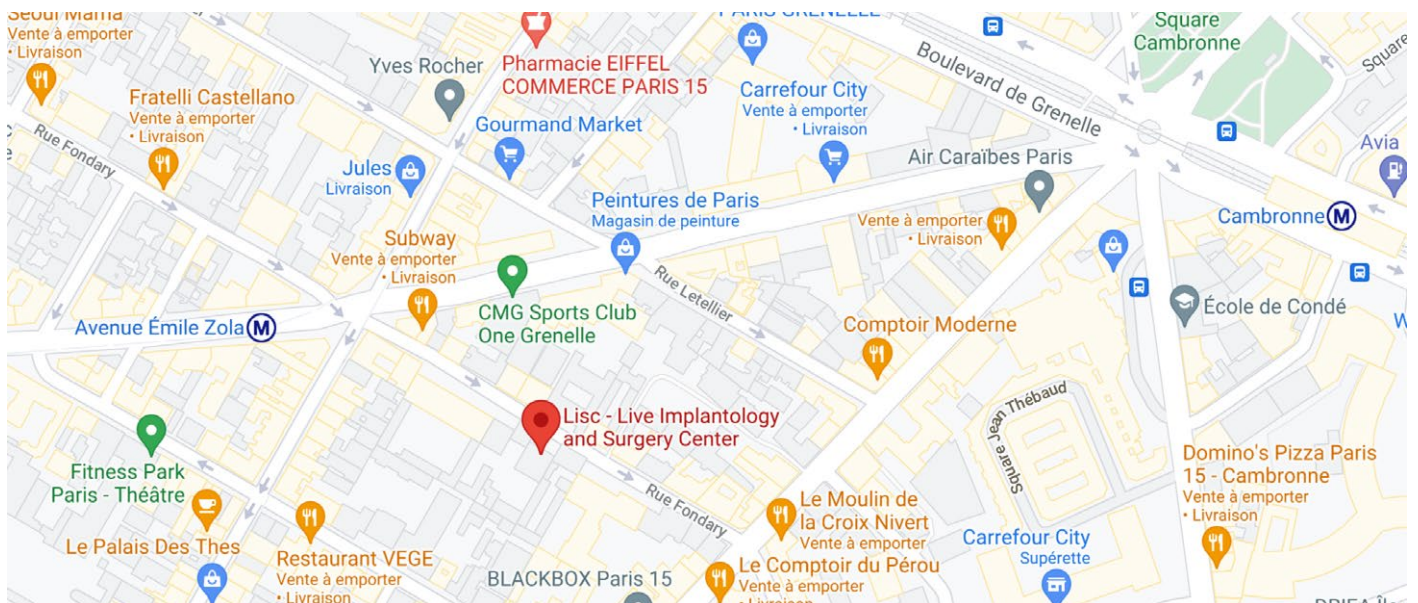 Seoul Mama
Vente à emporter
• Livraison
PARIS GRENELLE
Square
Cambronne
Square
Boulevard de Grenelle
Yves Rocher
Pharmacie EIFFEL
COMMERCE PARIS 15
Carrefour City
Vente à emporter
• Livraison
Fratelli Castellano
Vente à emporter
• Livraison
Gourmand Market
Rue Fondary
Air Caraïbes Paris
Avia
Jules
Livraison
Peintures de Paris
Magasin de peinture
Vente à emporter
• Livraison
Cambronne M
Subway
Vente à emporter
• Livraison
Rue Letellier
CMG Sports Club
One Grenelle
Avenue Émile Zola M
École de Condé
W
Comptoir Moderne
Square Jean Thébaud
Lisc - Live Implantology
and Surgery Center
Fitness Park
Paris - Théâtre
Domino's Pizza Paris
15 - Cambronne
Vente à emporter
• Livraison
Rue Fondary
Le Moulin de
la Croix Nivert
Vente à emporter
Le Palais Des Thes
Restaurant VEGE
Vente à emporter
• Livraison
Carrefour City
Supérette
BLACKBOX Paris 15
Le Comptoir du Pérou
Vente à emporter
• Livraison